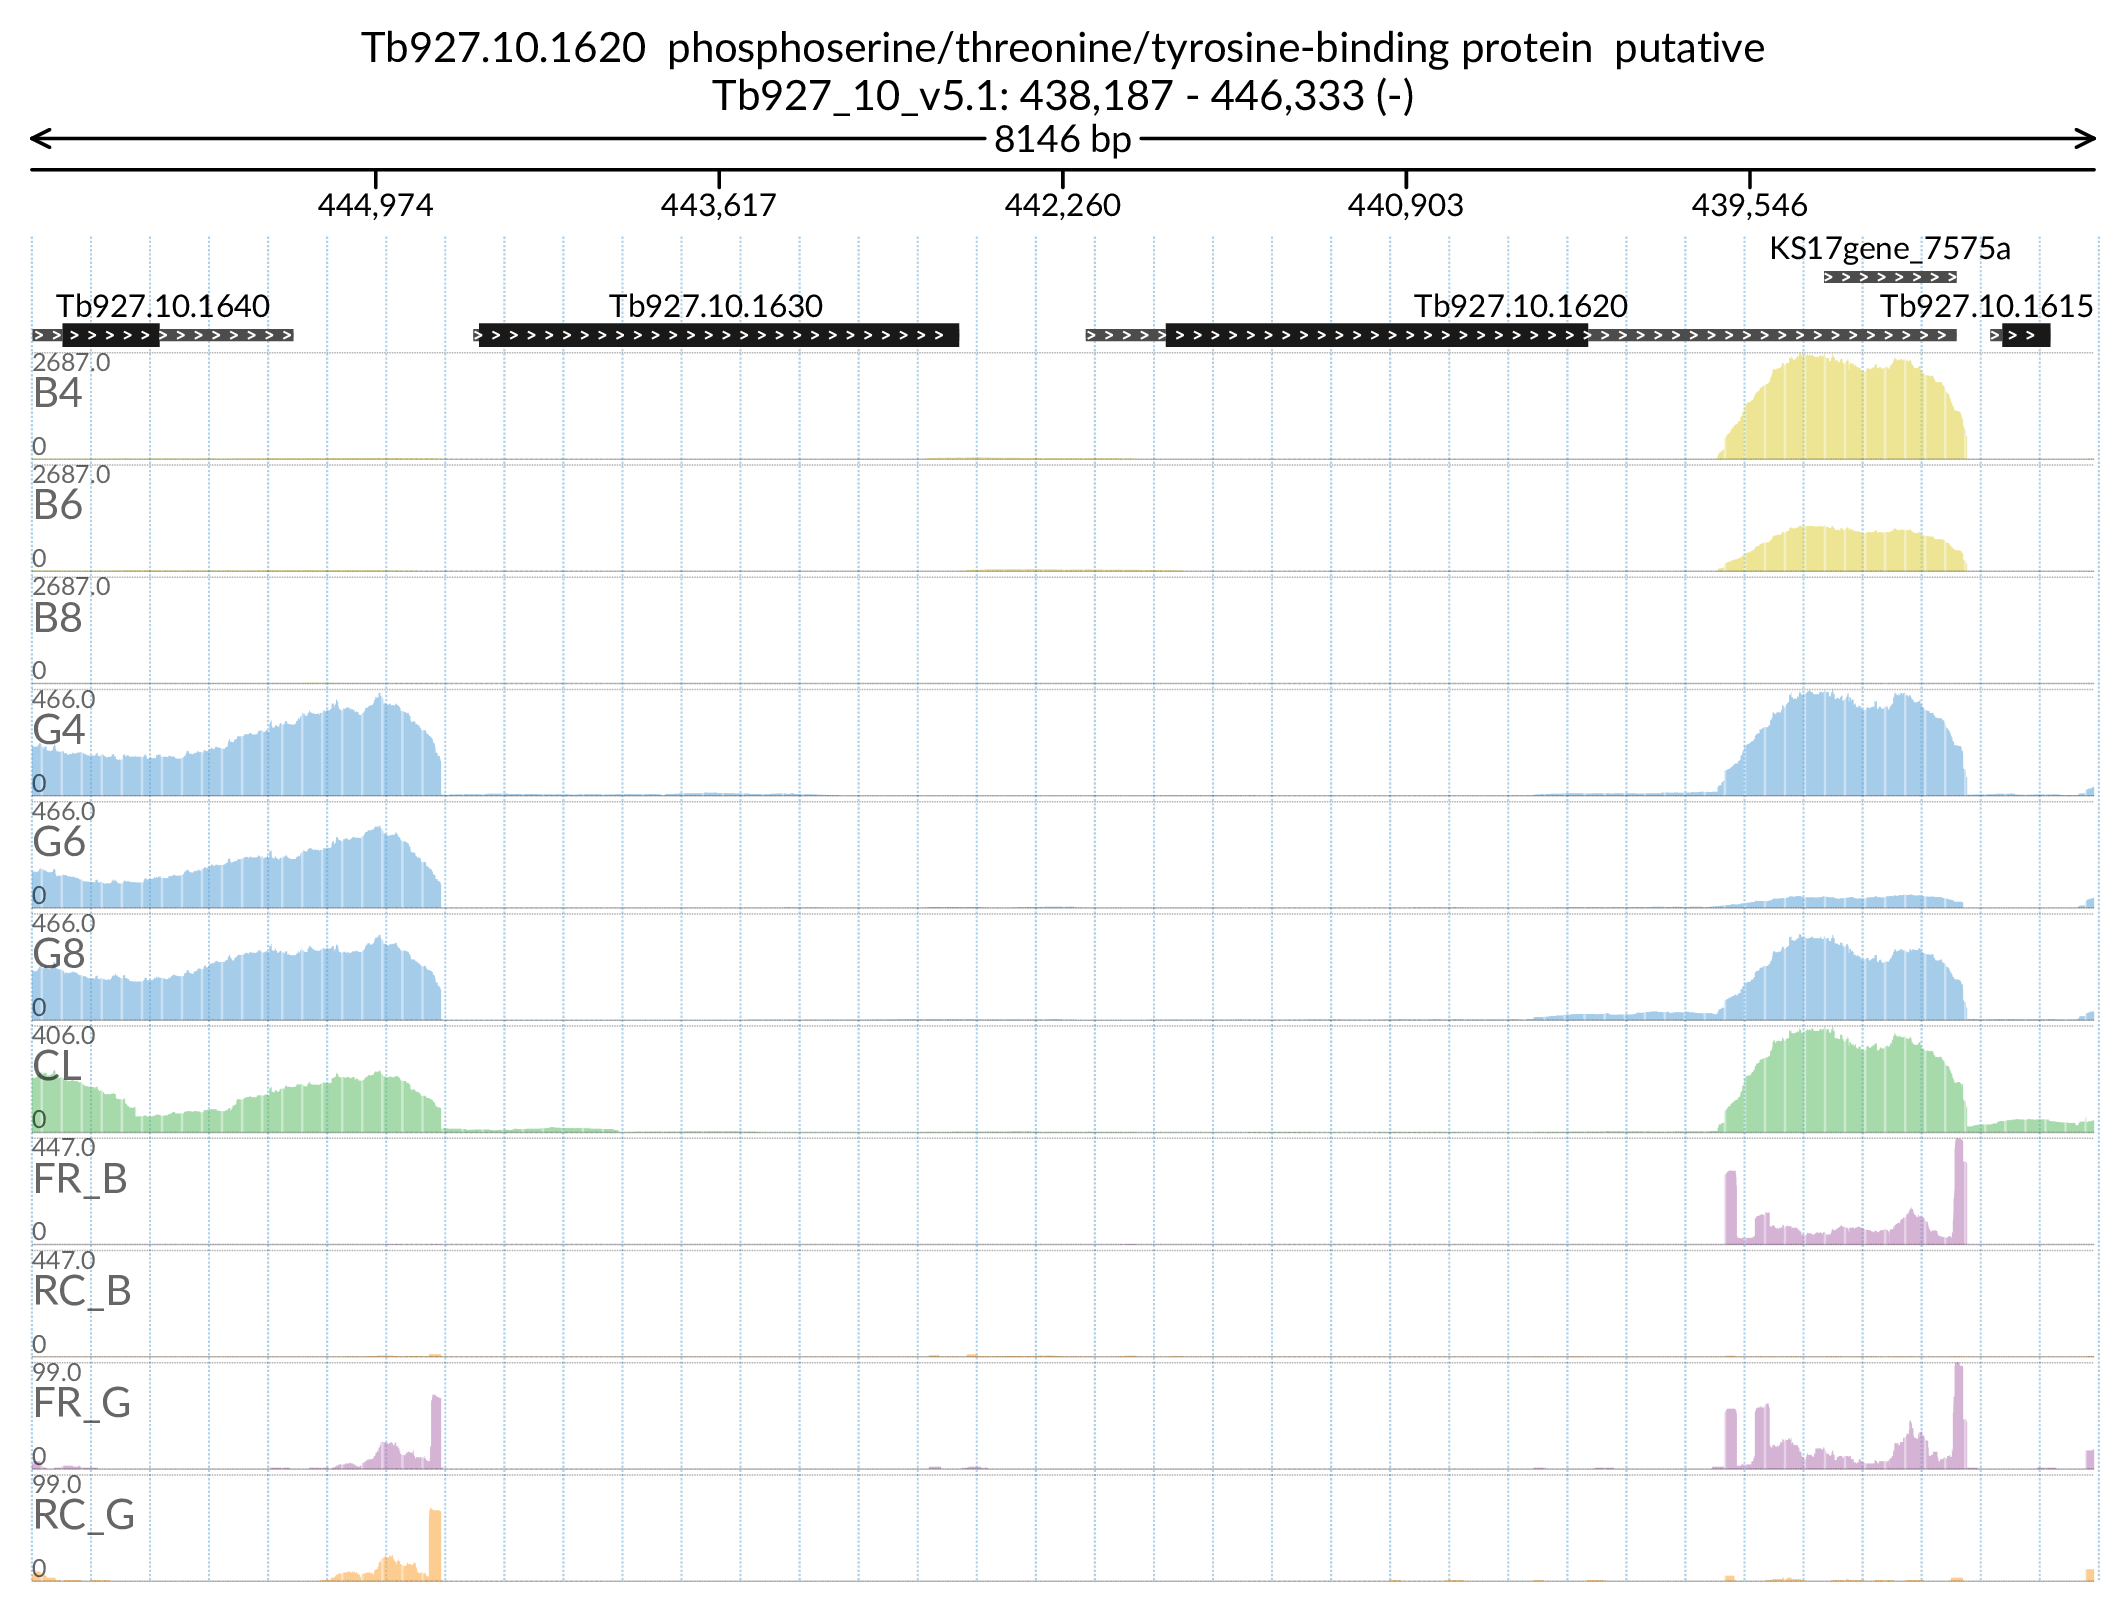 Tb927.10.1620  phosphoserine/threonine/tyrosine-binding protein  putative
Tb927_10_v5.1: 438,187 - 446,333 (-)
8146 bp
444,974 443,617 442,260 440,903 439,546
KS17gene_7575a
Tb927.10.1640 Tb927.10.1630 Tb927.10.1620 Tb927.10.1615
2687.0
B4
0
2687.0
B6
0
2687.0
B8
0
466.0
G4
0
466.0
G6
0
466.0
G8
0
406.0
CL
0
447.0
FR_B
0
447.0
RC_B
0
99.0
FR_G
0
99.0
RC_G
0